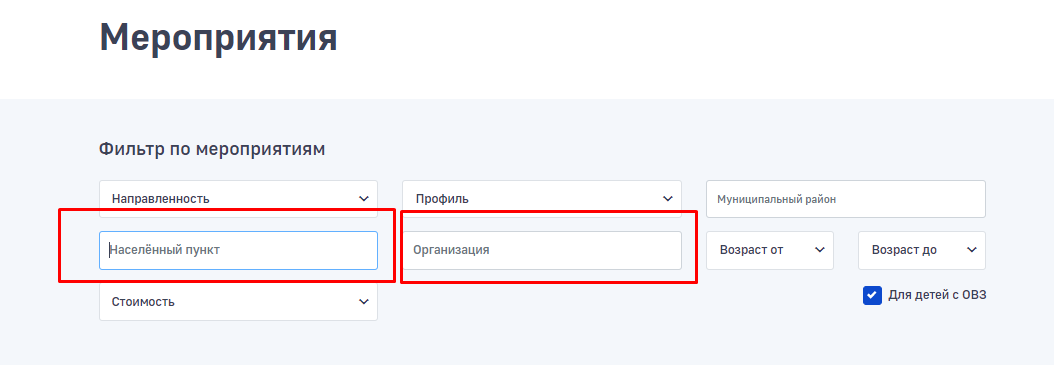 Мероприятия
Фильтр по мероприятиям
Направленность
Профиль
Муниципальный район
Населённый пункт
Организация
Возраст от
Возраст до
Стоимость
Для детей с ОВЗ